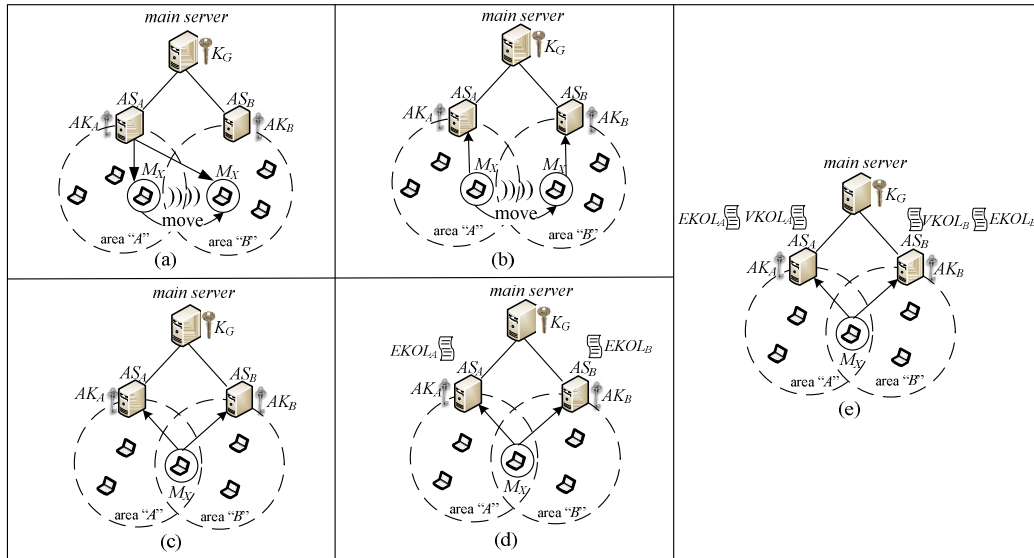 main server
K_G
AS_A
AS_B
AK_A
AK_B
M_X
M_X
move
area “A”
area “B”
(a)
main server
K_G
AS_A
AS_B
AK_A
AK_B
M_X
M_X
move
area “A”
area “B”
(b)
main server
K_G
AS_A
AS_B
AK_A
AK_B
M_X
area “A”
area “B”
(c)
main server
K_G
EKOL_A
EKOL_B
AS_A
AS_B
AK_A
AK_B
M_X
area “A”
area “B”
(d)
main server
K_G
EKOL_A VKOL_A
VKOL_B EKOL_B
AS_A
AS_B
AK_A
AK_B
M_X
area “A”
area “B”
(e)